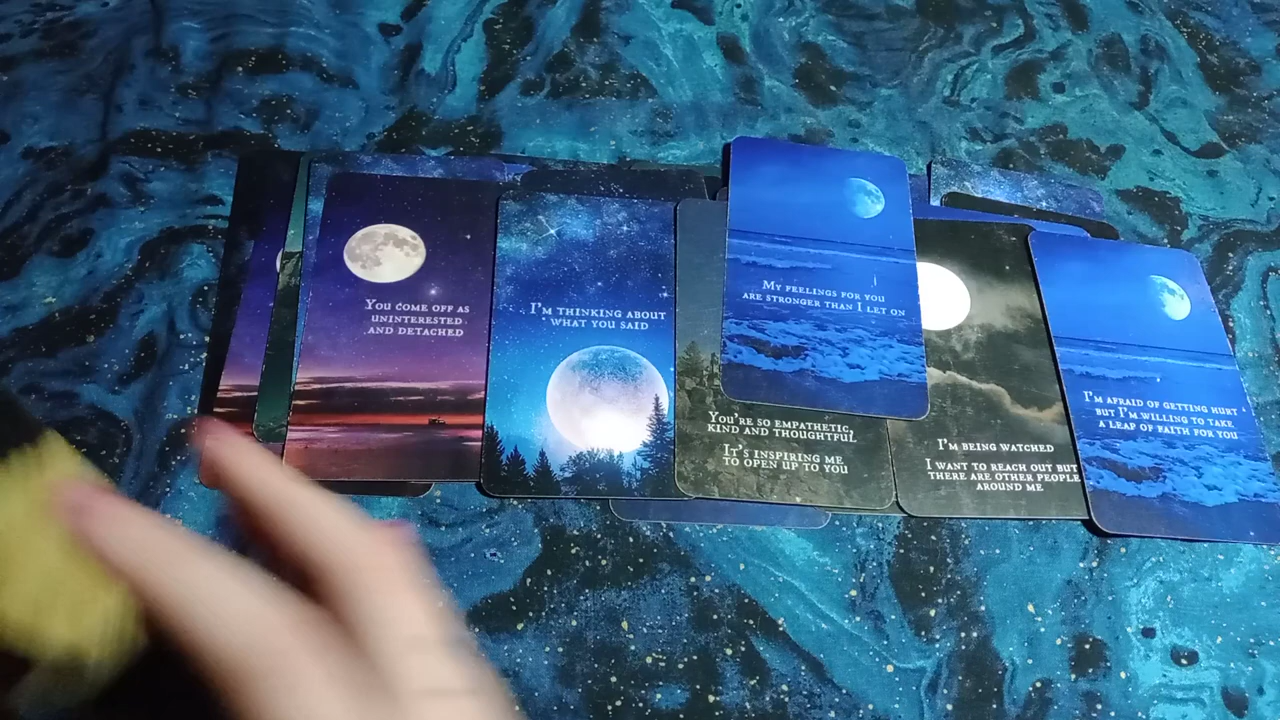 You come off as
uninterested
and detached
I'm thinking about
what you said
My feelings for you
are stronger than I let on
You're so empathetic,
kind and thoughtful
It's inspiring me
to open up to you
I'm being watched
I want to reach out but
there are other people
around me
I'm afraid of getting hurt
but I'm willing to take
a leap of faith for you